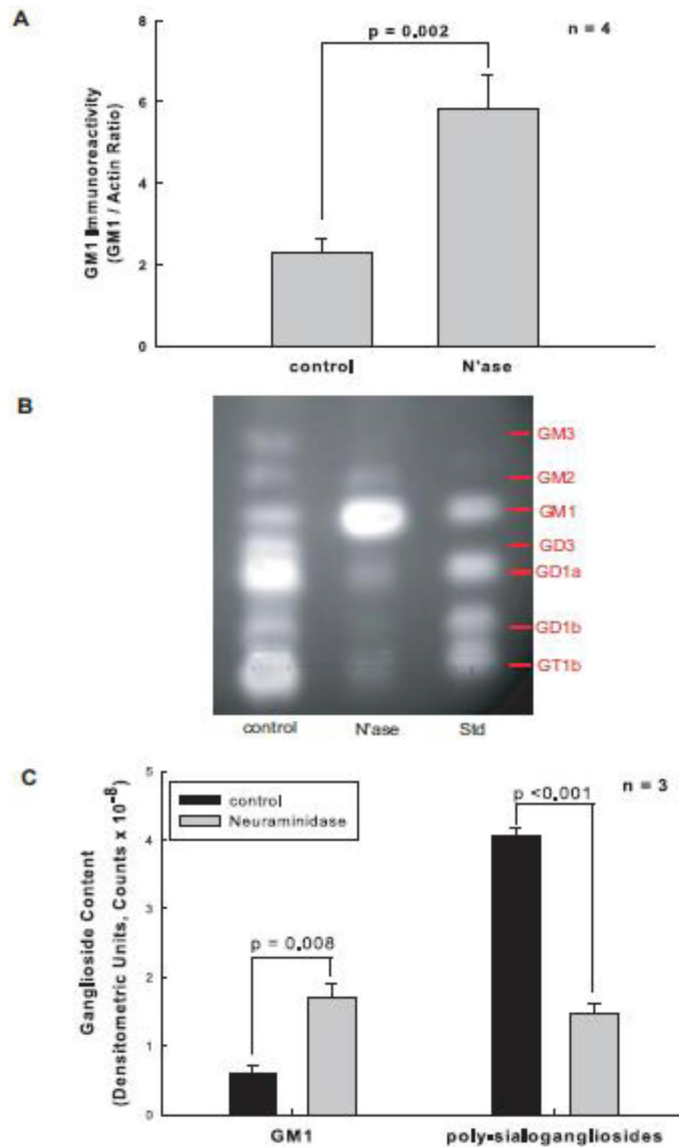 A
8
6
4
2
0
p = 0.002
n = 4
GM1 Immunoreactivity
(GM1 / Actin Ratio)
control
N'ase
B
GM3
GM2
GM1
GD3
GD1a
GD1b
GT1b
control
N'ase
Std
C
5
4
3
2
1
0
control
Neuraminidase
p <0.001
n = 3
p = 0.008
Ganglioside Content
(Densitometric Units, Counts x 10-8)
GM1
poly-sialogangliosides